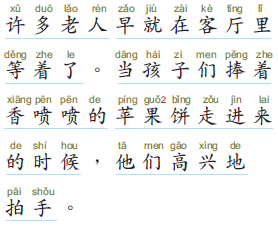 xǔ duō lǎo rén zǎo jiù zài kè tīng lǐ
许多老人早就在客厅里
děng zhe le dāng hái zi men pěng zhe
等着了。当孩子们捧着
xiāng pēn pēn de píng guǒ2 bǐng zǒu jìn lai
香喷喷的苹果饼走进来
de shí hou tā men gāo xìng de
的时候，他们高兴地
pāi shǒu
拍手。